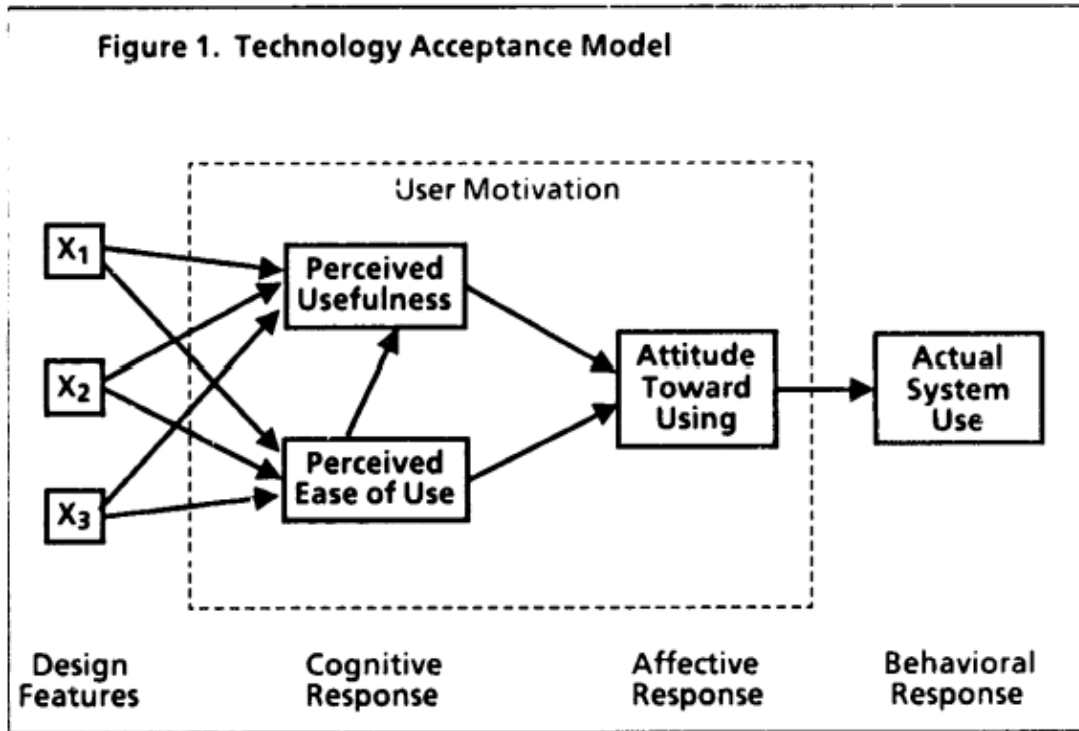 Figure 1. Technology Acceptance Model
User Motivation
X1
Perceived
Usefulness
X2
Attitude
Toward
Using
Actual
System
Use
Perceived
Ease of Use
X3
Design
Features
Cognitive
Response
Affective
Response
Behavioral
Response